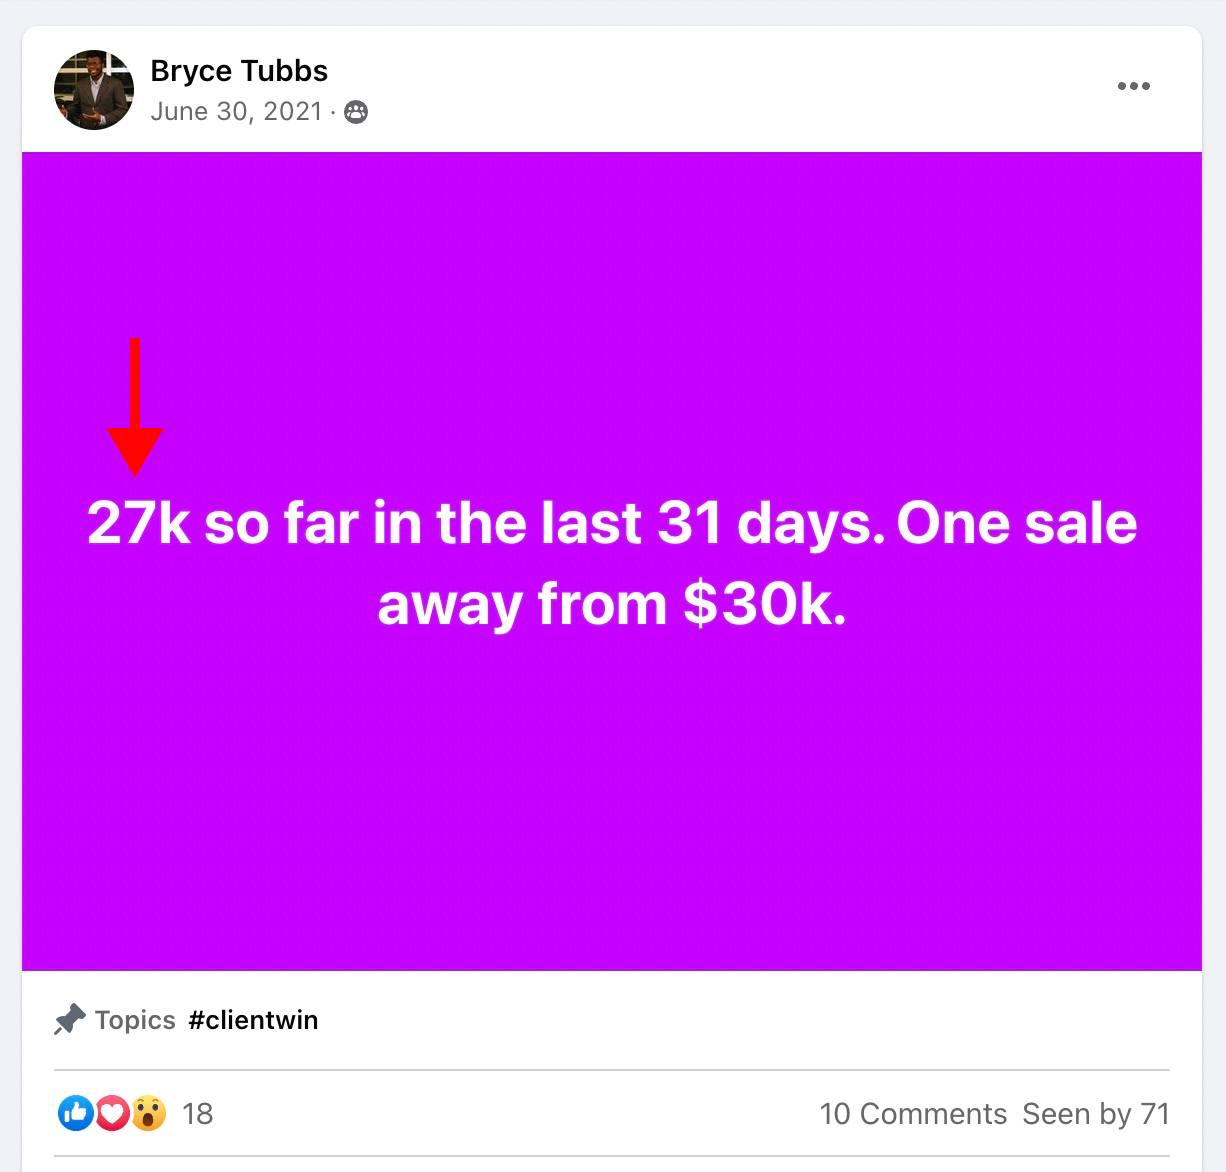 Bryce Tubbs
June 30, 2021 ·
27k so far in the last 31 days. One sale
away from $30k.
Topics #clientwin
18 10 Comments Seen by 71